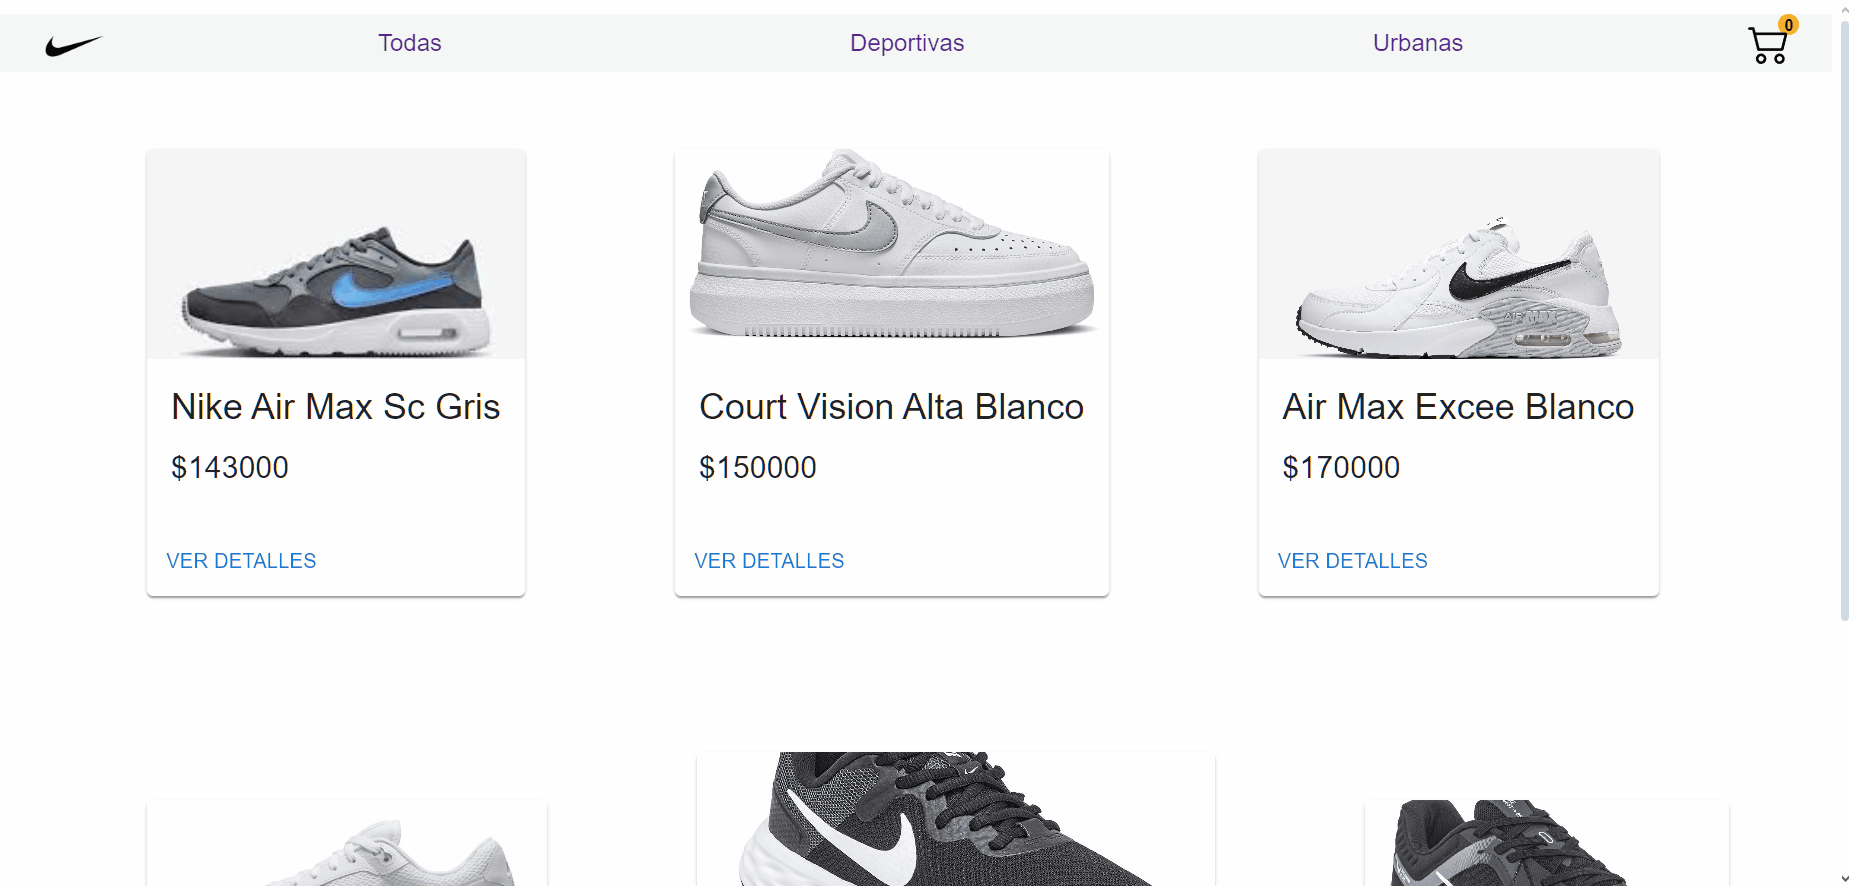 Todas Deportivas Urbanas 0
Nike Air Max Sc Gris
$143000
VER DETALLES
Court Vision Alta Blanco
$150000
VER DETALLES
Air Max Excee Blanco
$170000
VER DETALLES